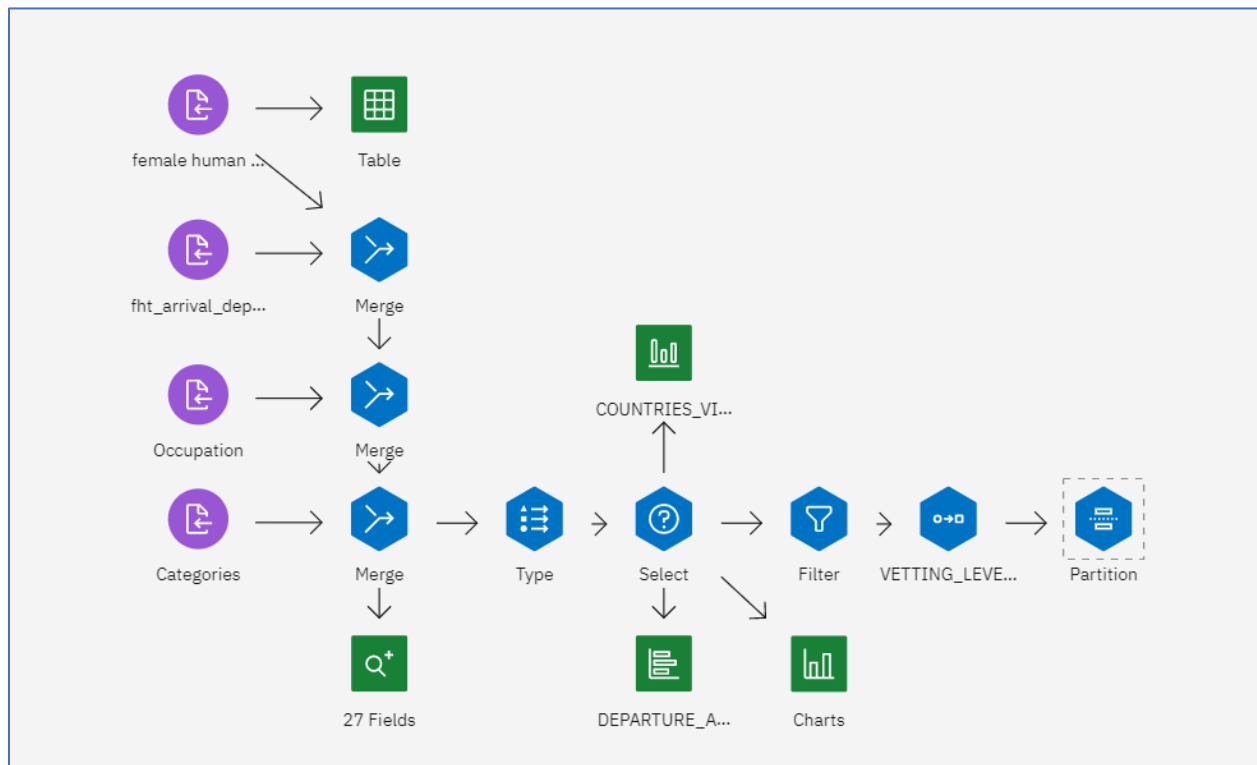 female human ...
Table
fht_arrival_dep...
Merge
COUNTRIES_VI...
Occupation
Merge
Categories
Merge
Type
Select
Filter
VETTING_LEVE...
Partition
27 Fields
DEPARTURE_A...
Charts